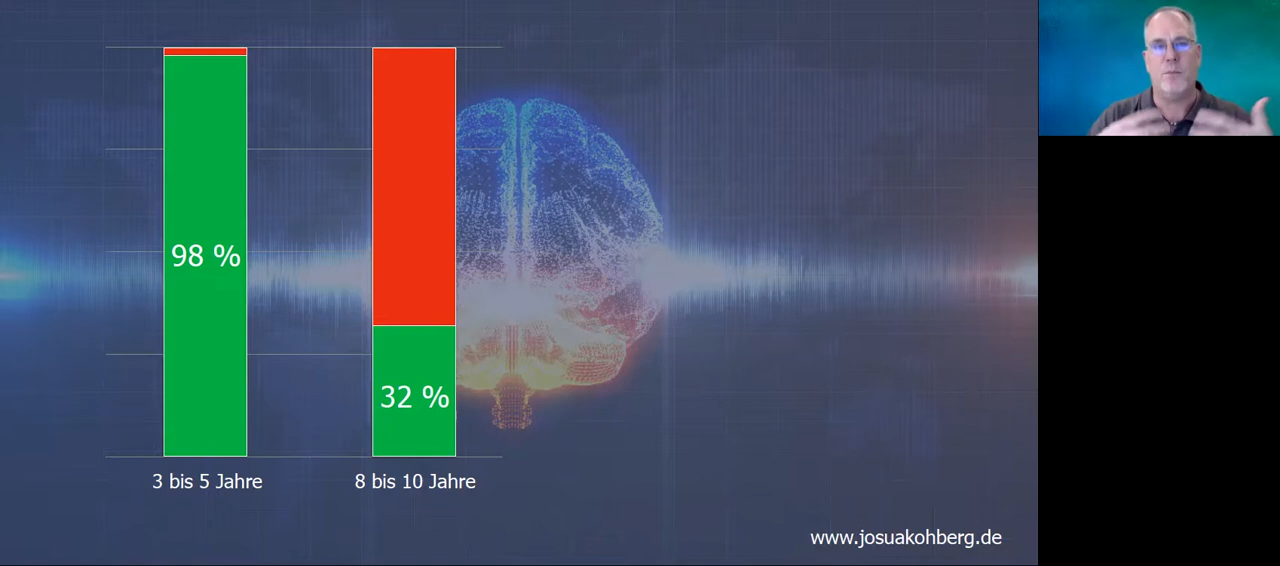 98 %
32 %
3 bis 5 Jahre
8 bis 10 Jahre
www.josuakohberg.de